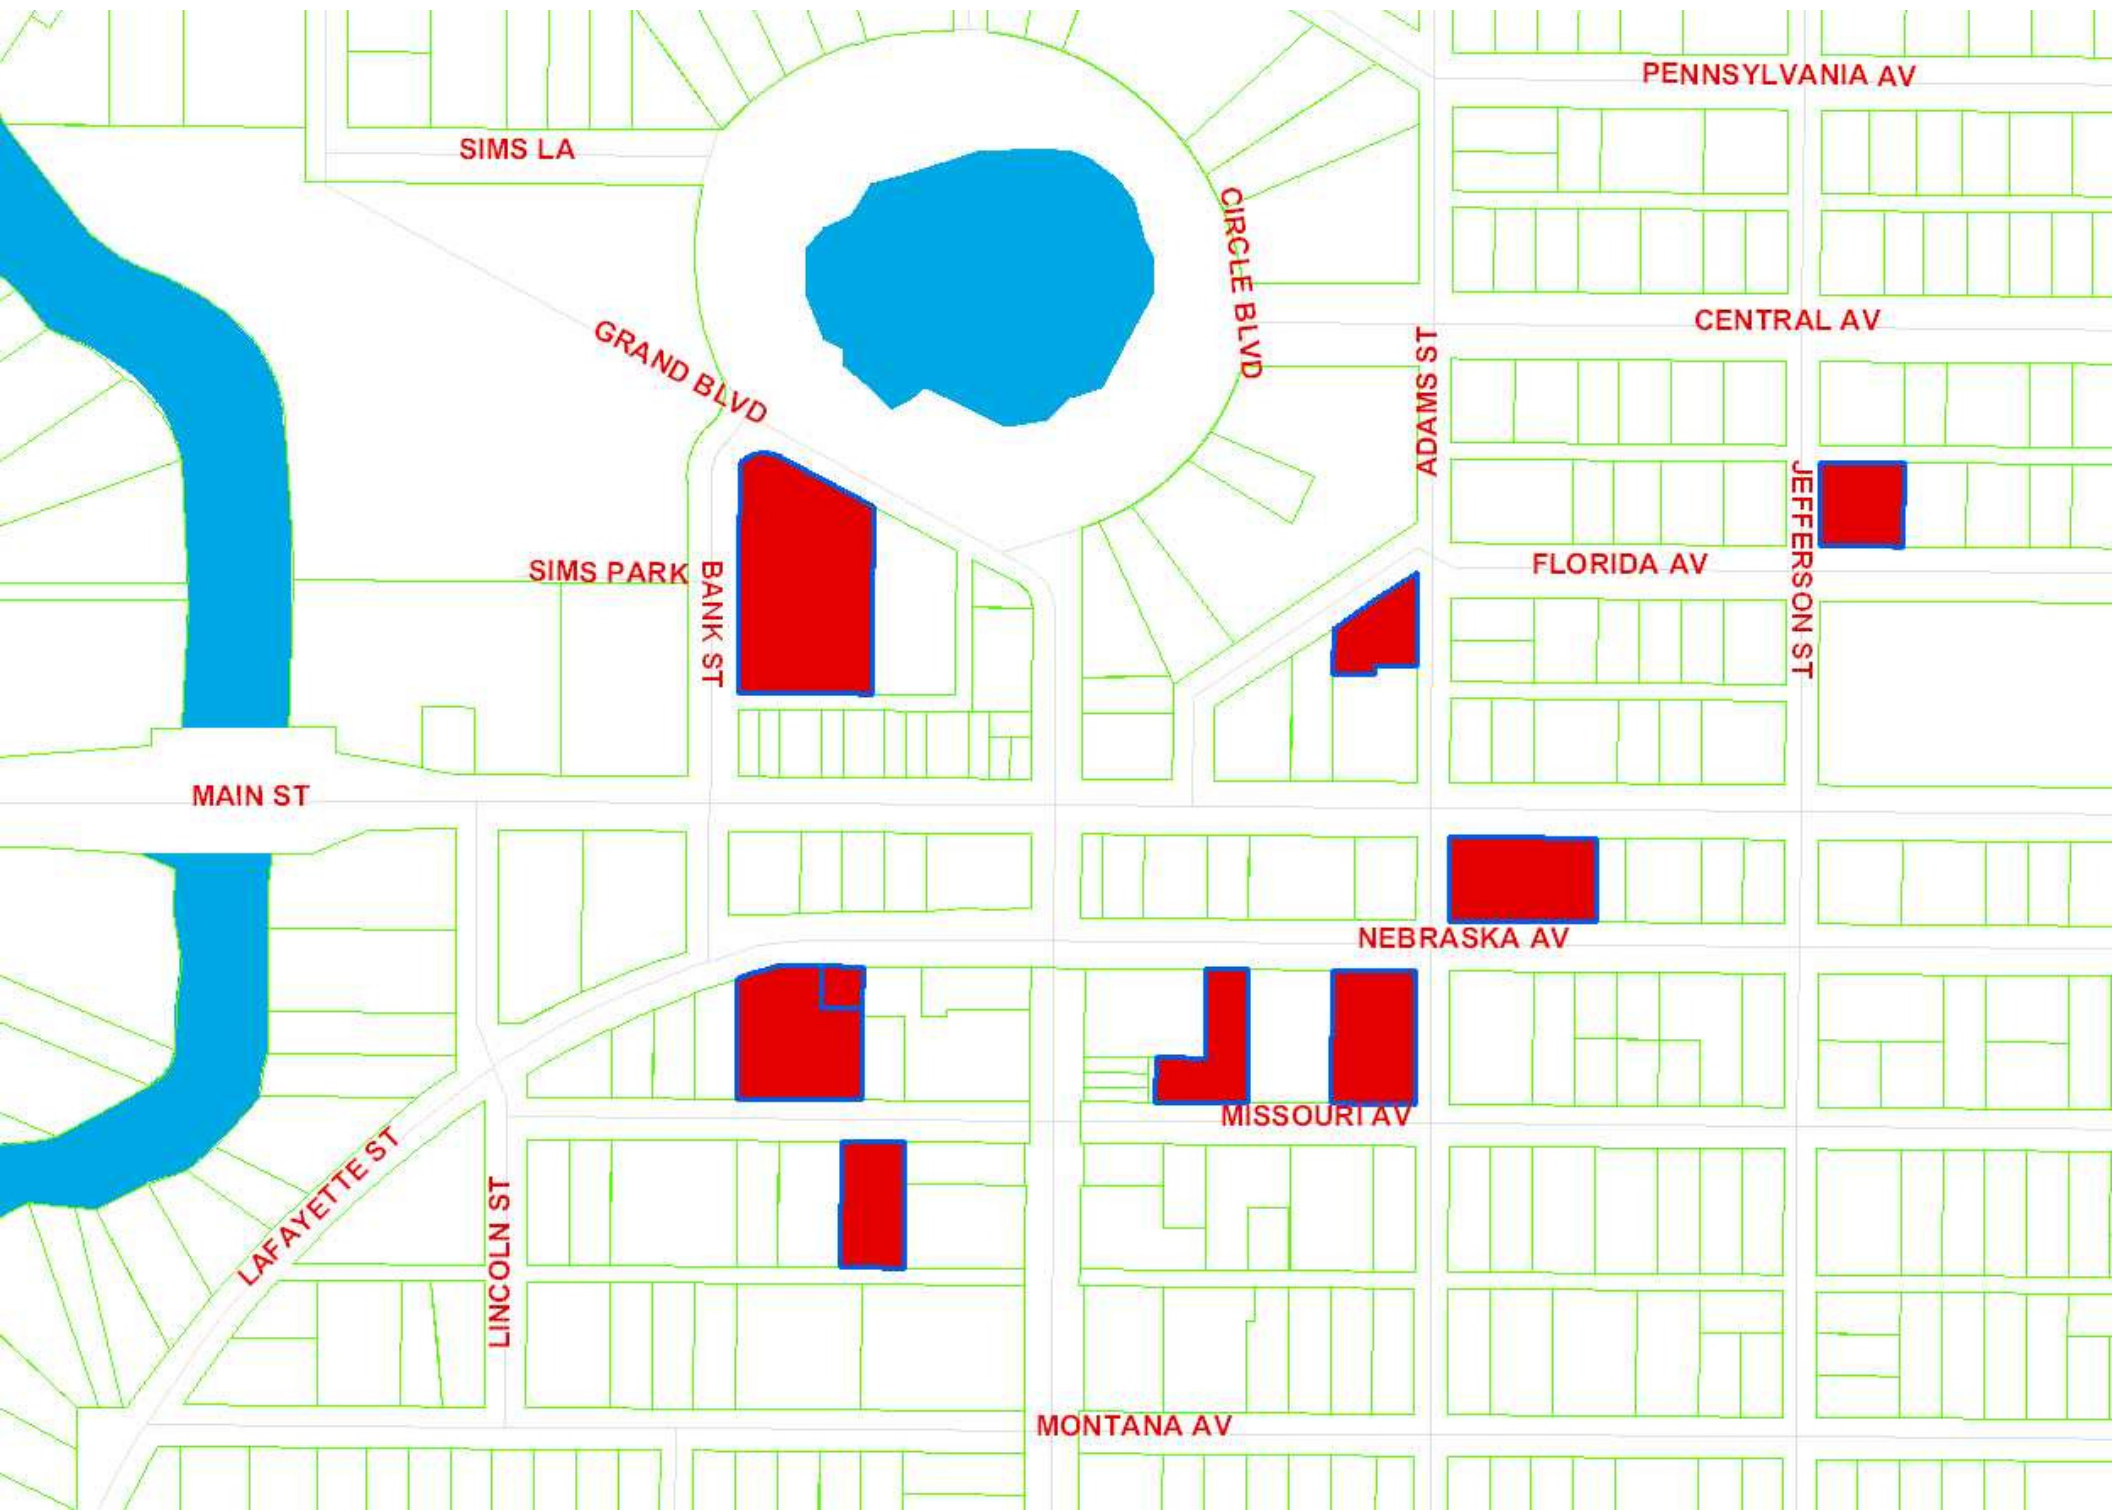 PENNSYLVANIA AV
SIMS LA
CIRCLE BLVD
CENTRAL AV
GRAND BLVD
ADAMS ST
JEFFERSON ST
SIMS PARK
BANK ST
FLORIDA AV
MAIN ST
NEBRASKA AV
MISSOURI AV
LAFAYETTE ST
LINCOLN ST
MONTANA AV